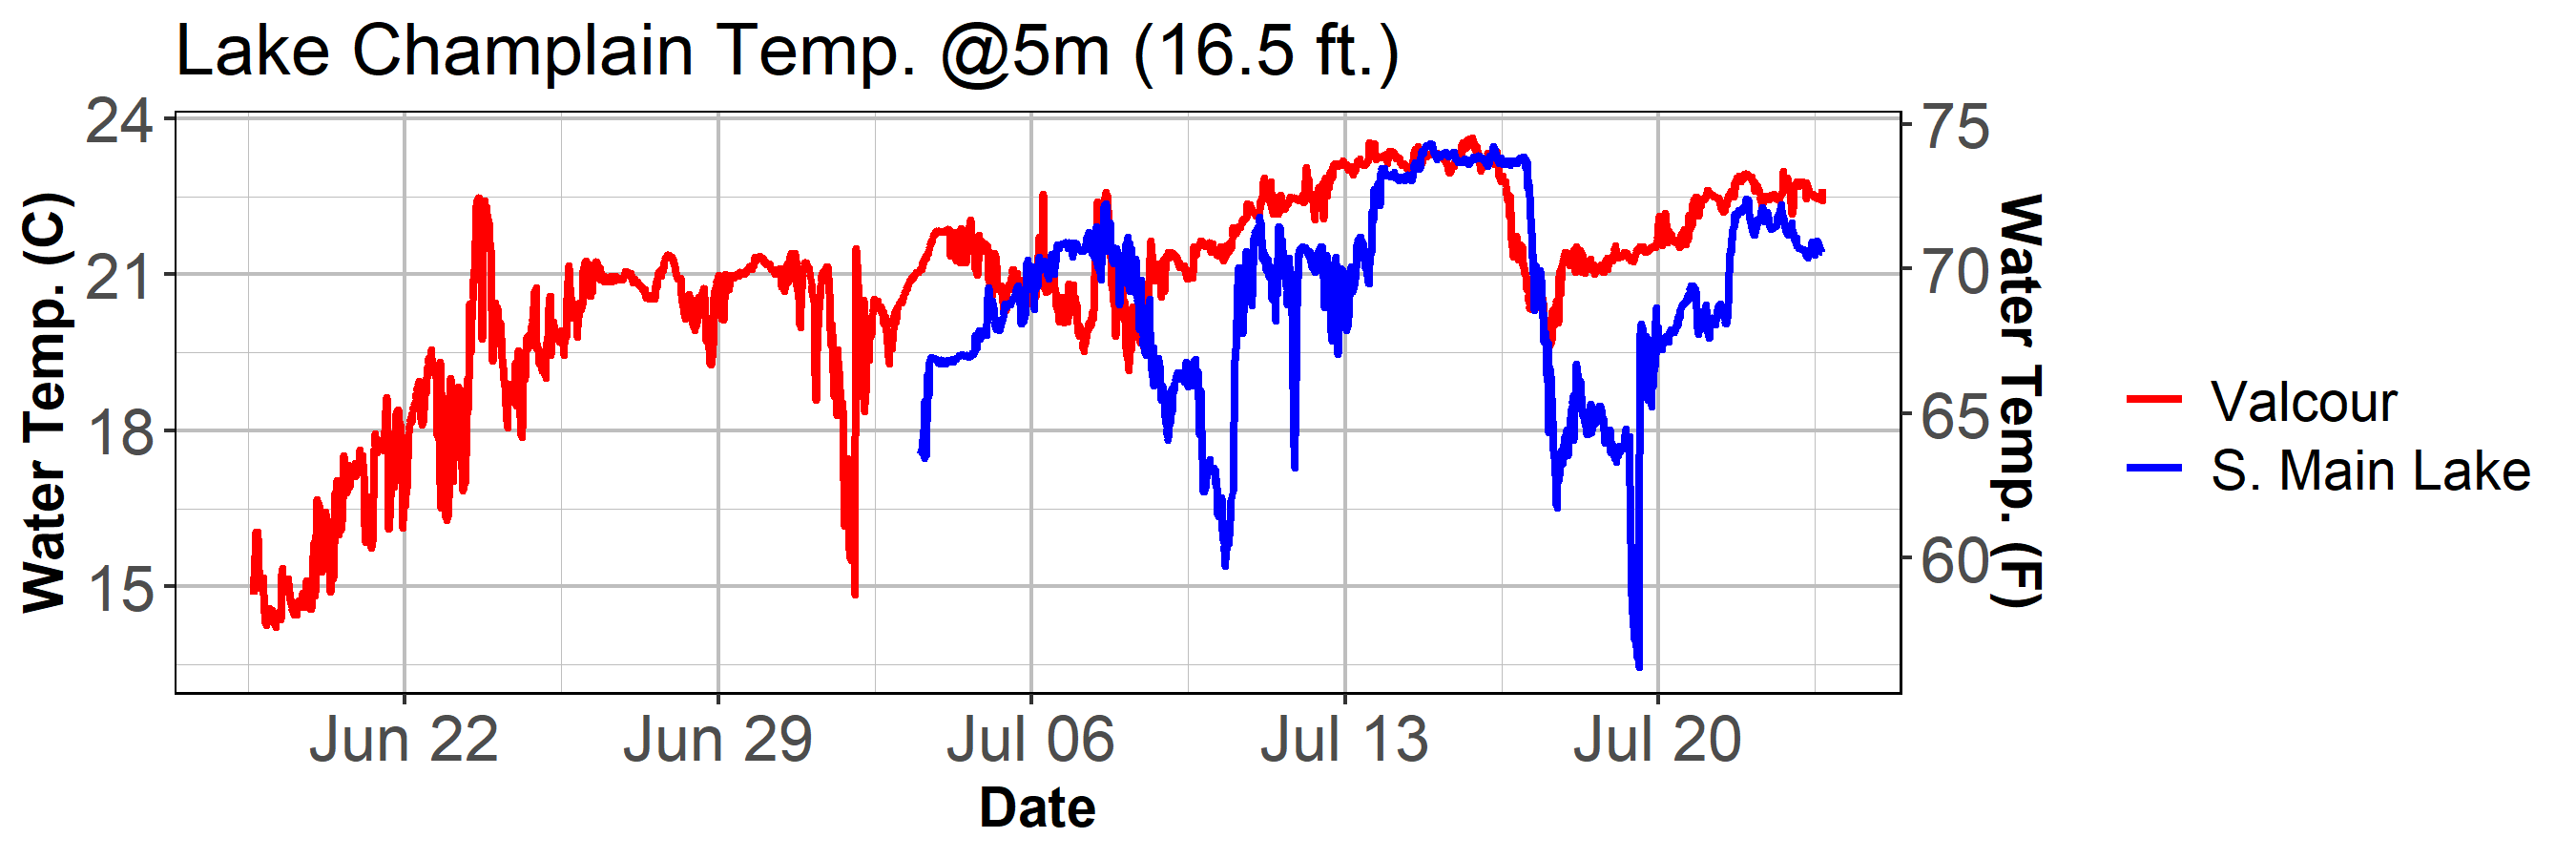 Lake Champlain Temp. @5m (16.5 ft.)
Water Temp. (C)
24
21
18
15
75
70
65
60
Water Temp. (F)
Jun 22
Jun 29
Jul 06
Jul 13
Jul 20
Date
Valcour
S. Main Lake